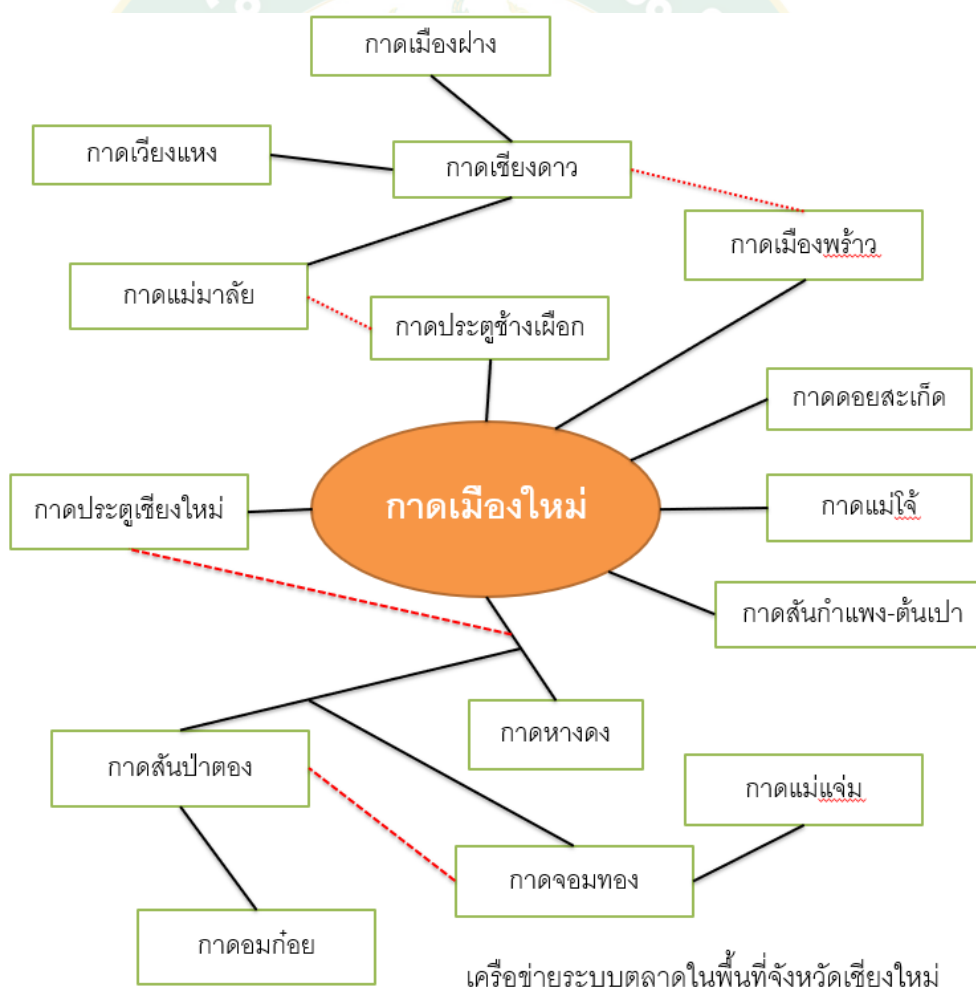 กาดเมืองฝาง
กาดเวียงแหง
กาดเชียงดาว
กาดเมืองพร้าว
กาดแม่มาลัย
กาดประตูช้างเผือก
กาดดอยสะเก็ด
กาดประตูเชียงใหม่
กาดเมืองใหม่
กาดแม่โจ้
กาดสันกำแพง-ต้นเปา
กาดหางดง
กาดสันป่าตอง
กาดแม่แจ่ม
กาดจอมทอง
กาดอมก๋อย
เครือข่ายระบบตลาดในพื้นที่จังหวัดเชียงใหม่